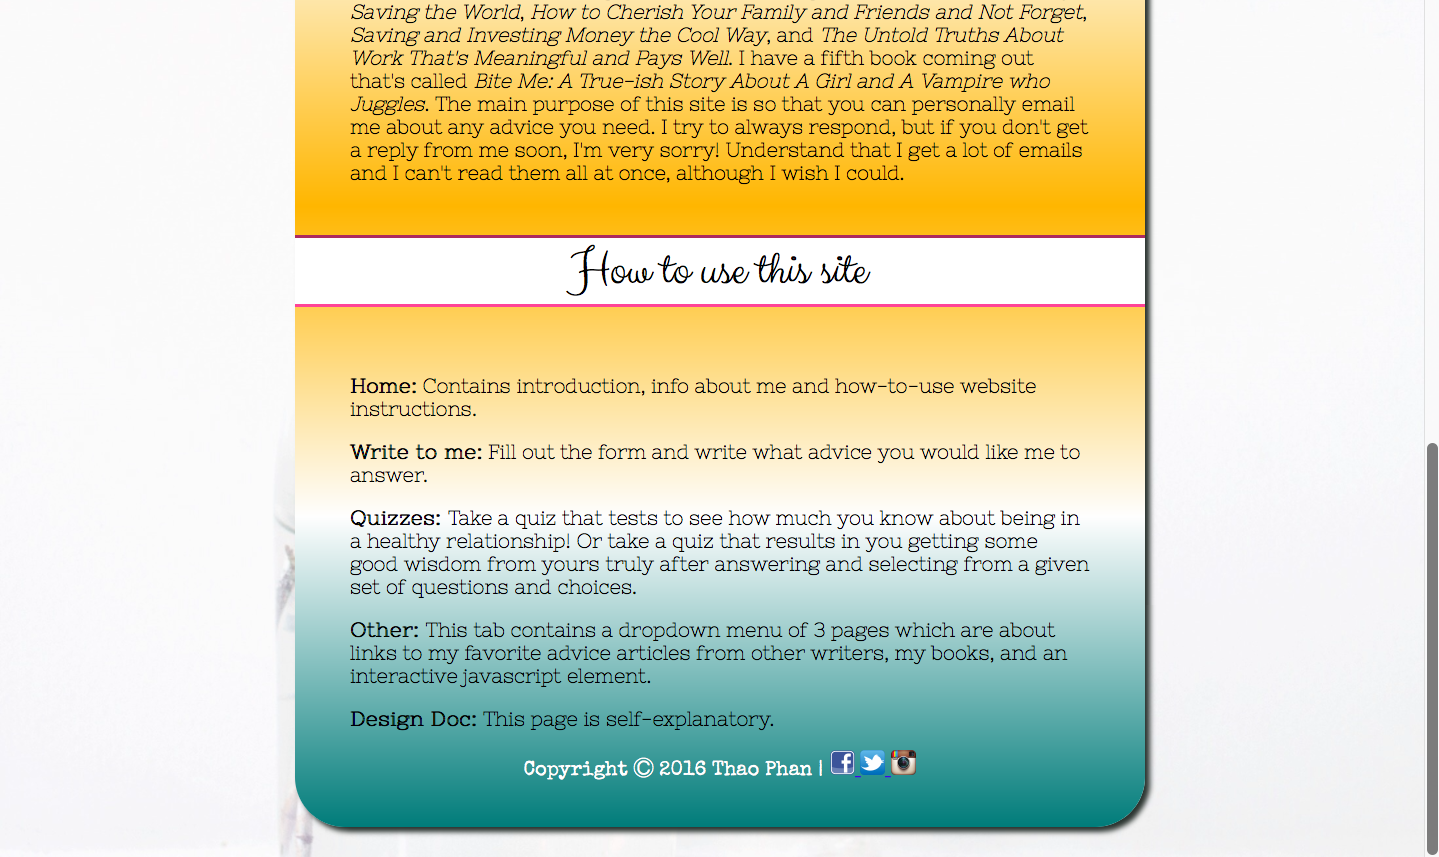 Saving the World, How to Cherish Your Family and Friends and Not Forget,
Saving and Investing Money the Cool Way, and The Untold Truths About
Work That's Meaningful and Pays Well. I have a fifth book coming out
that's called Bite Me: A True-ish Story About A Girl and A Vampire who
Juggles. The main purpose of this site is so that you can personally email
me about any advice you need. I try to always respond, but if you don't get
a reply from me soon, I'm very sorry! Understand that I get a lot of emails
and I can't read them all at once, although I wish I could.
How to use this site
Home: Contains introduction, info about me and how-to-use website
instructions.
Write to me: Fill out the form and write what advice you would like me to
answer.
Quizzes: Take a quiz that tests to see how much you know about being in
a healthy relationship! Or take a quiz that results in you getting some
good wisdom from yours truly after answering and selecting from a given
set of questions and choices.
Other: This tab contains a dropdown menu of 3 pages which are about
links to my favorite advice articles from other writers, my books, and an
interactive javascript element.
Design Doc: This page is self-explanatory.
Copyright © 2016 Thao Phan |